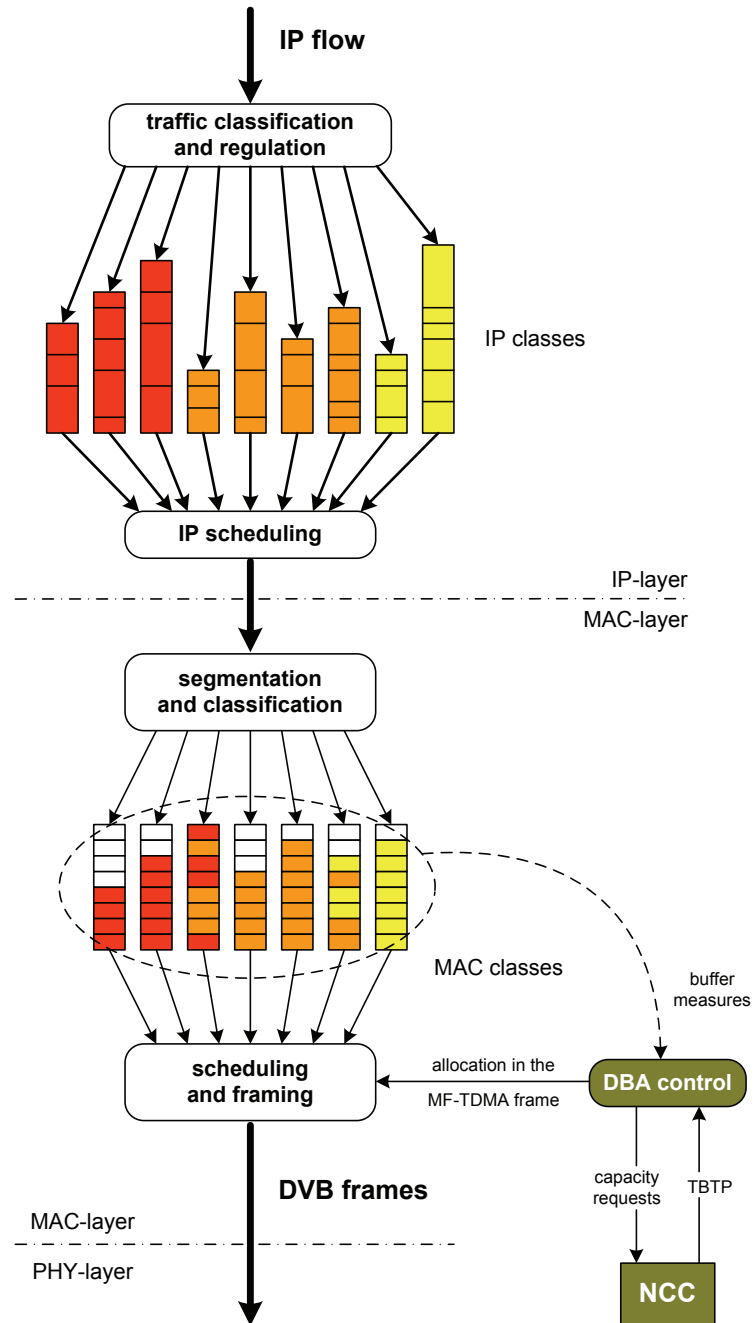 IP flow
traffic classification
and regulation
IP classes
IP scheduling
IP-layer
MAC-layer
segmentation
and classification
MAC classes
buffer
measures
scheduling
and framing
allocation in the
MF-TDMA frame
DBA control
capacity
requests
TBTP
DVB frames
MAC-layer
PHY-layer
NCC